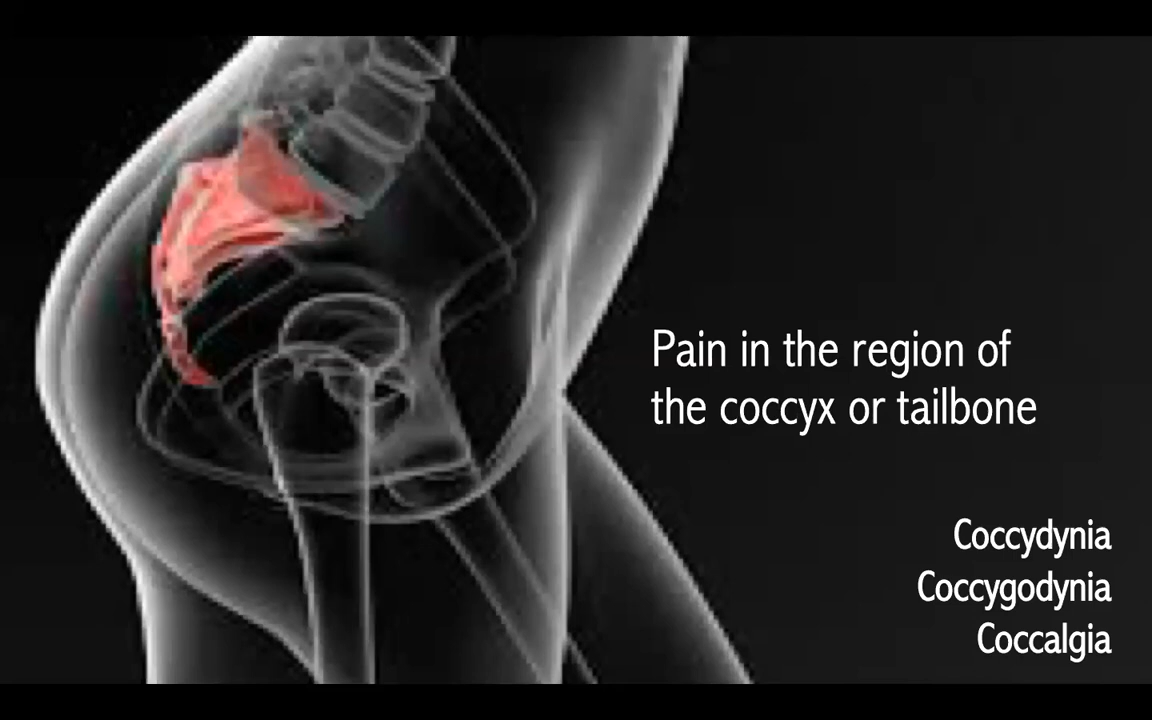 Pain in the region of
the coccyx or tailbone
Coccydynia
Coccygodynia
Coccalgia